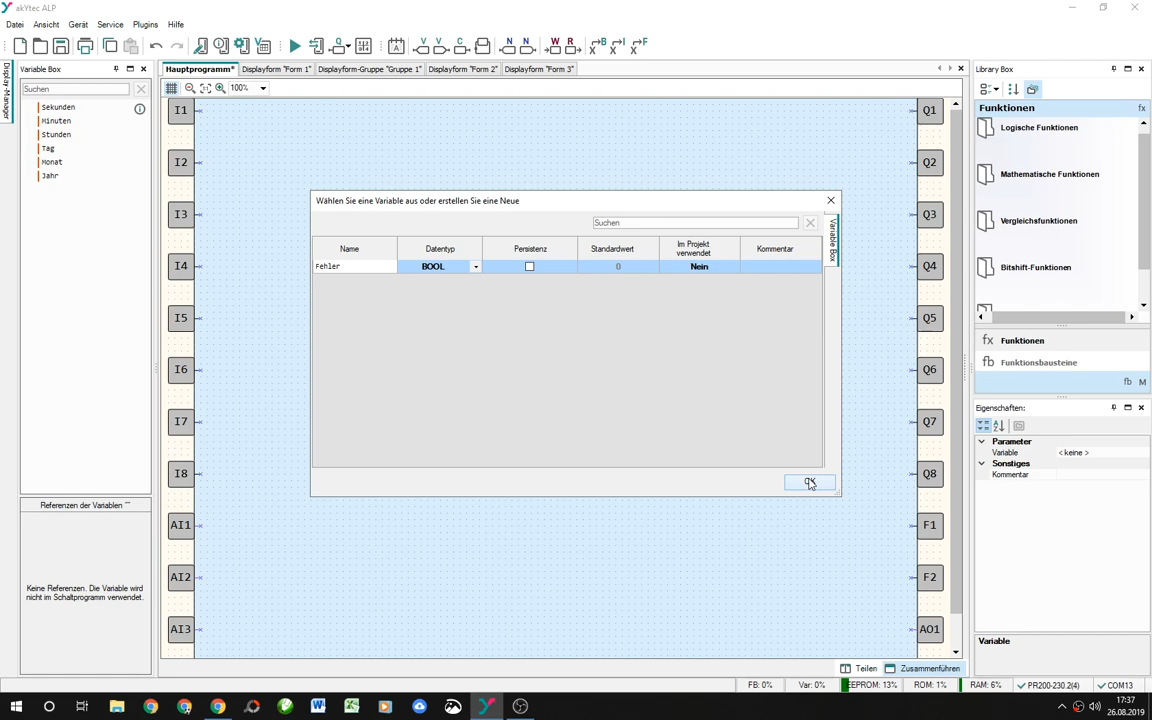 akYtec ALP
Datei Ansicht Gerät Service Plugins Hilfe
Display-Manager
Variable Box
Suchen
Sekunden
Minuten
Stunden
Tag
Monat
Jahr
Referenzen der Variablen ""
Keine Referenzen. Die Variable wird
nicht im Schaltprogramm verwendet.
Hauptprogramm* Displayform "Form 1" Displayform-Gruppe "Gruppe 1" Displayform "Form 2" Displayform "Form 3"
100%
I1 Q1
I2 Q2
I3 Q3
I4 Q4
I5 Q5
I6 Q6
I7 Q7
I8 Q8
AI1 F1
AI2 F2
AI3 AO1
Wählen Sie eine Variable aus oder erstellen Sie eine Neue
Suchen
Variable Box
Name Datentyp Persistenz Standardwert Im Projekt verwendet Kommentar
Fehler BOOL 0 Nein
OK
Teilen Zusammenführen
Library Box
Funktionen fx
Logische Funktionen
Mathematische Funktionen
Vergleichsfunktionen
Bitshift-Funktionen
fx Funktionen
fb Funktionsbausteine
fb M
Eigenschaften:
Parameter
Variable < keine >
Sonstiges
Kommentar
Variable
FB: 0% Var: 0% EEPROM: 13% ROM: 1% RAM: 6% PR200-230.2(4) COM13
17:37
26.08.2019